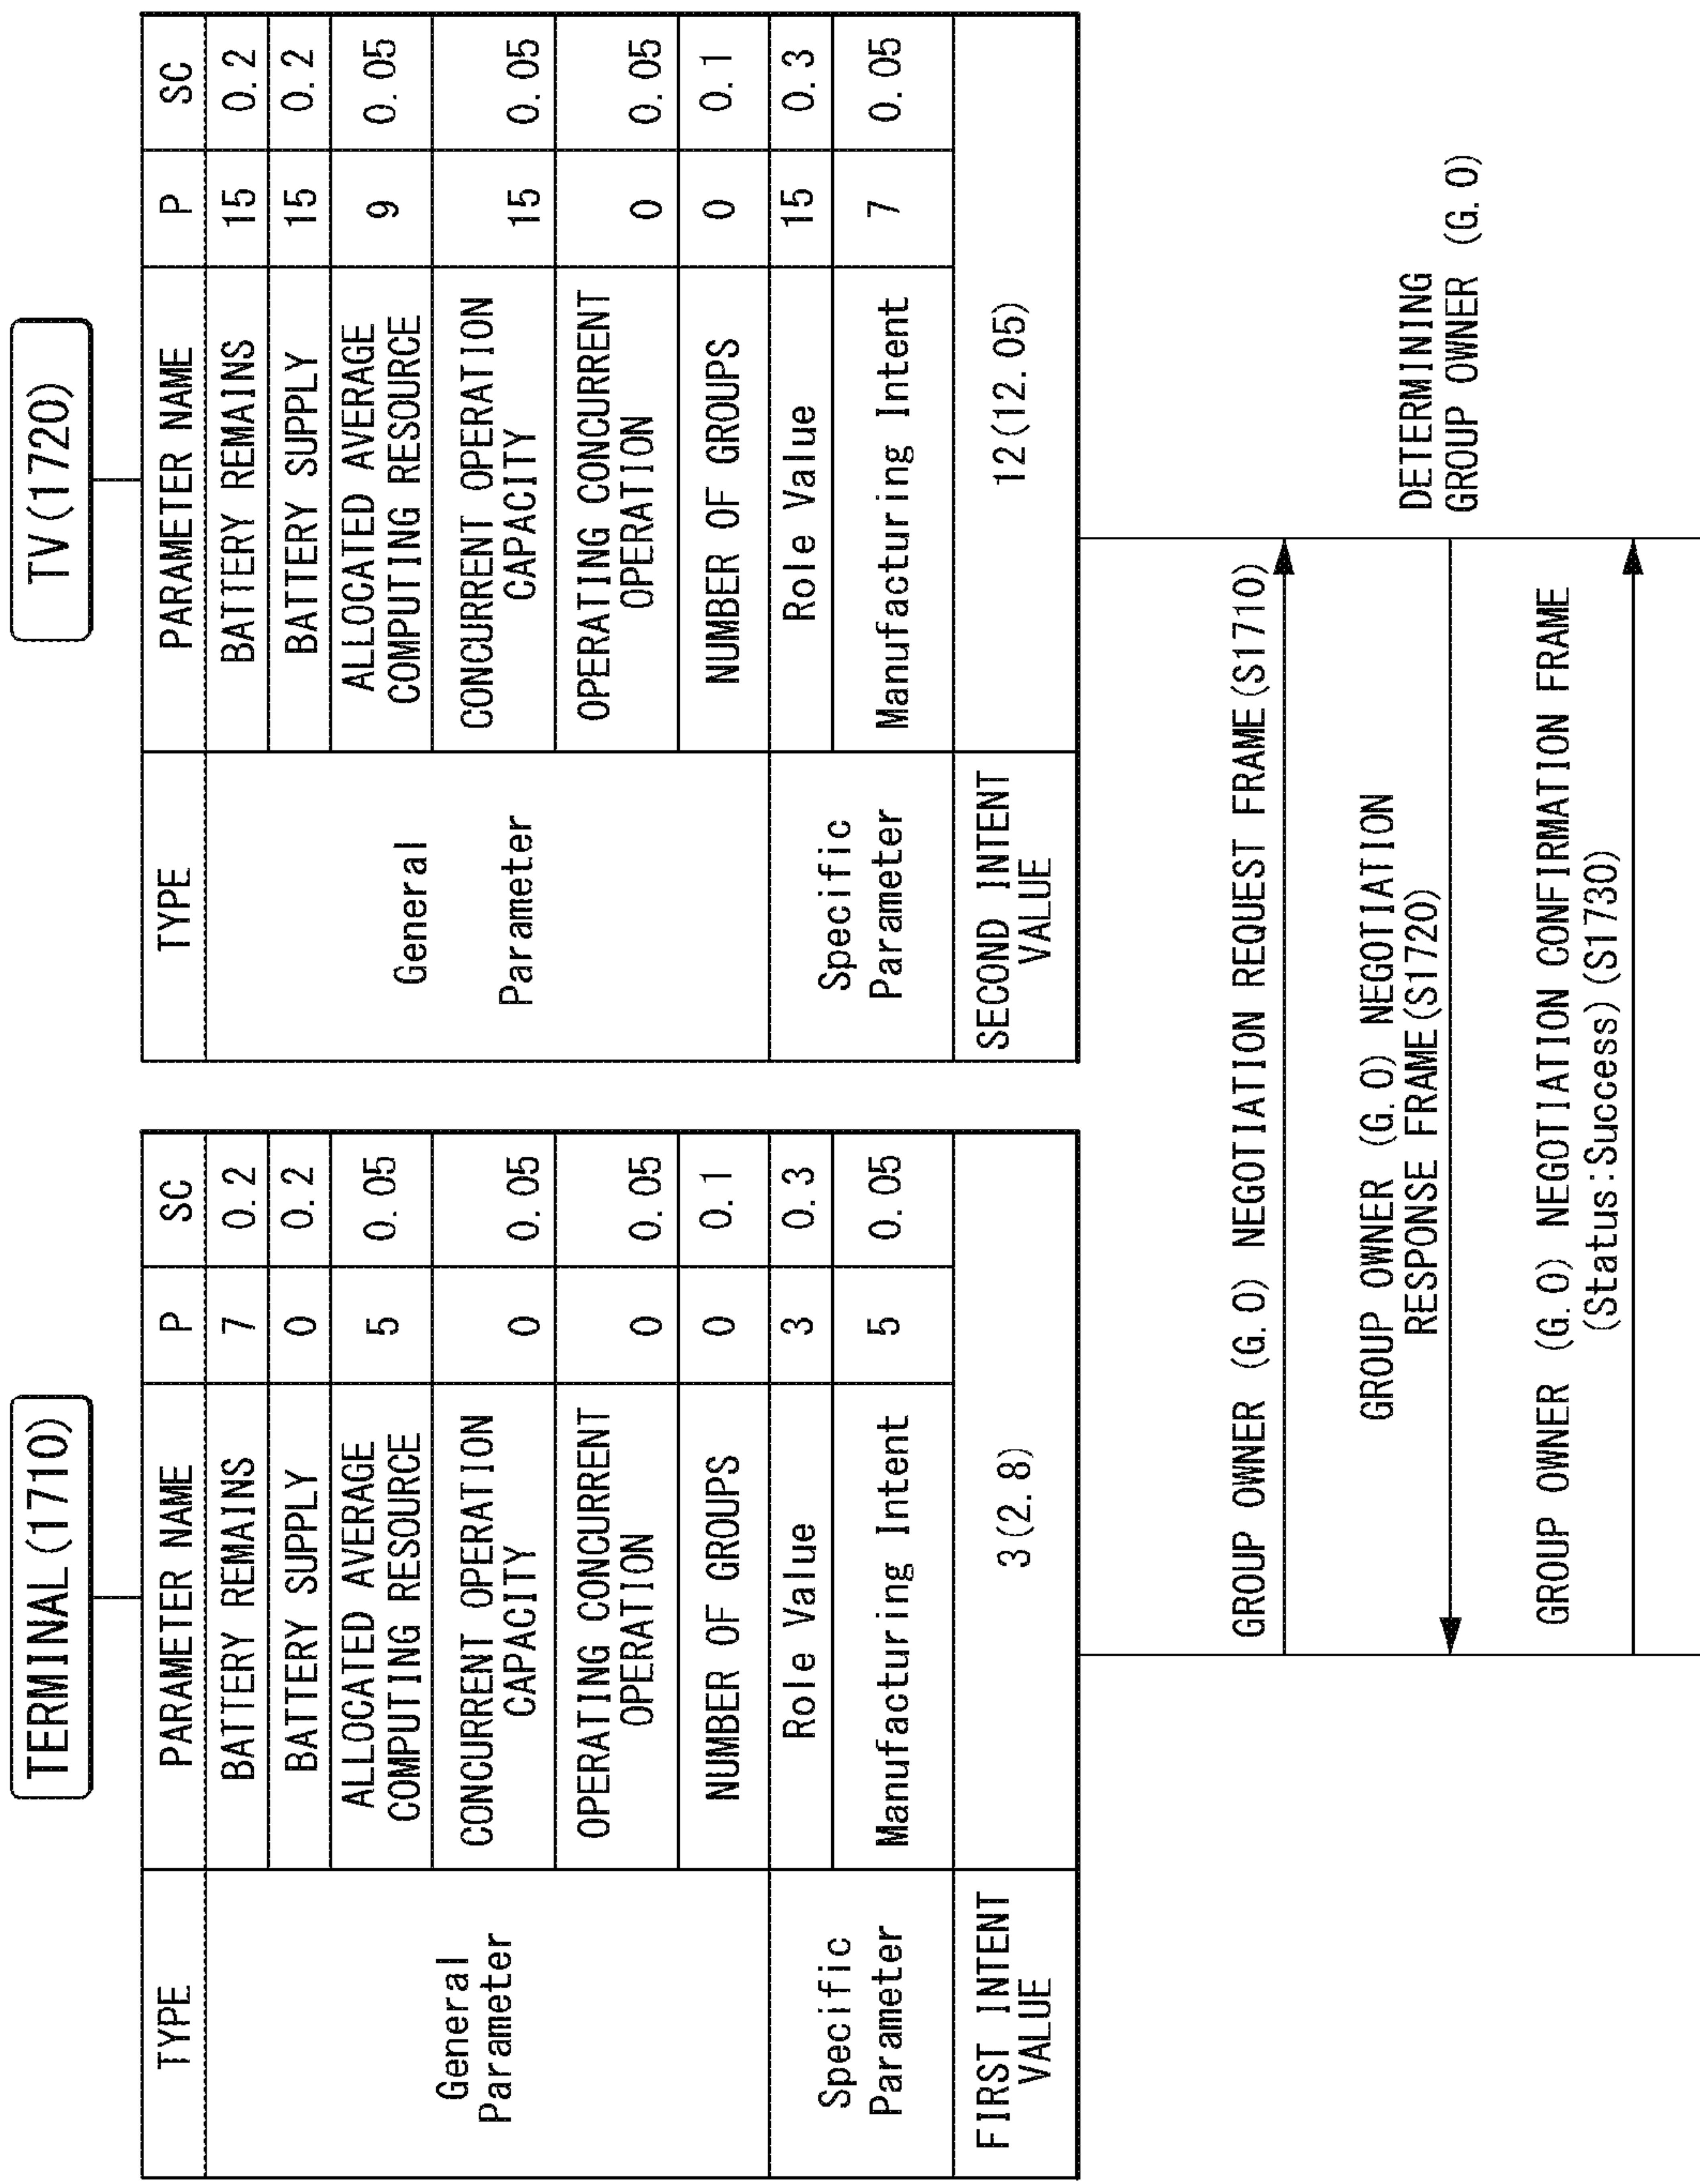 TERMINAL(1710)
TYPE PARAMETER NAME P SC
General
Parameter
BATTERY REMAINS 7 0.2
BATTERY SUPPLY 0 0.2
ALLOCATED AVERAGE
COMPUTING RESOURCE 5 0.05
CONCURRENT OPERATION
CAPACITY 0 0.05
OPERATING CONCURRENT
OPERATION 0 0.05
NUMBER OF GROUPS 0 0.1
Specific
Parameter
Role Value 3 0.3
Manufacturing Intent 5 0.05
FIRST INTENT
VALUE
3(2.8)
TV(1720)
TYPE PARAMETER NAME P SC
General
Parameter
BATTERY REMAINS 15 0.2
BATTERY SUPPLY 15 0.2
ALLOCATED AVERAGE
COMPUTING RESOURCE 9 0.05
CONCURRENT OPERATION
CAPACITY 15 0.05
OPERATING CONCURRENT
OPERATION 0 0.05
NUMBER OF GROUPS 0 0.1
Specific
Parameter
Role Value 15 0.3
Manufacturing Intent 7 0.05
SECOND INTENT
VALUE
12(12.05)
GROUP OWNER (G.O) NEGOTIATION REQUEST FRAME(S1710)
GROUP OWNER (G.O) NEGOTIATION
RESPONSE FRAME(S1720)
DETERMINING
GROUP OWNER (G.O)
GROUP OWNER (G.O) NEGOTIATION CONFIRMATION FRAME
(Status:Success)(S1730)